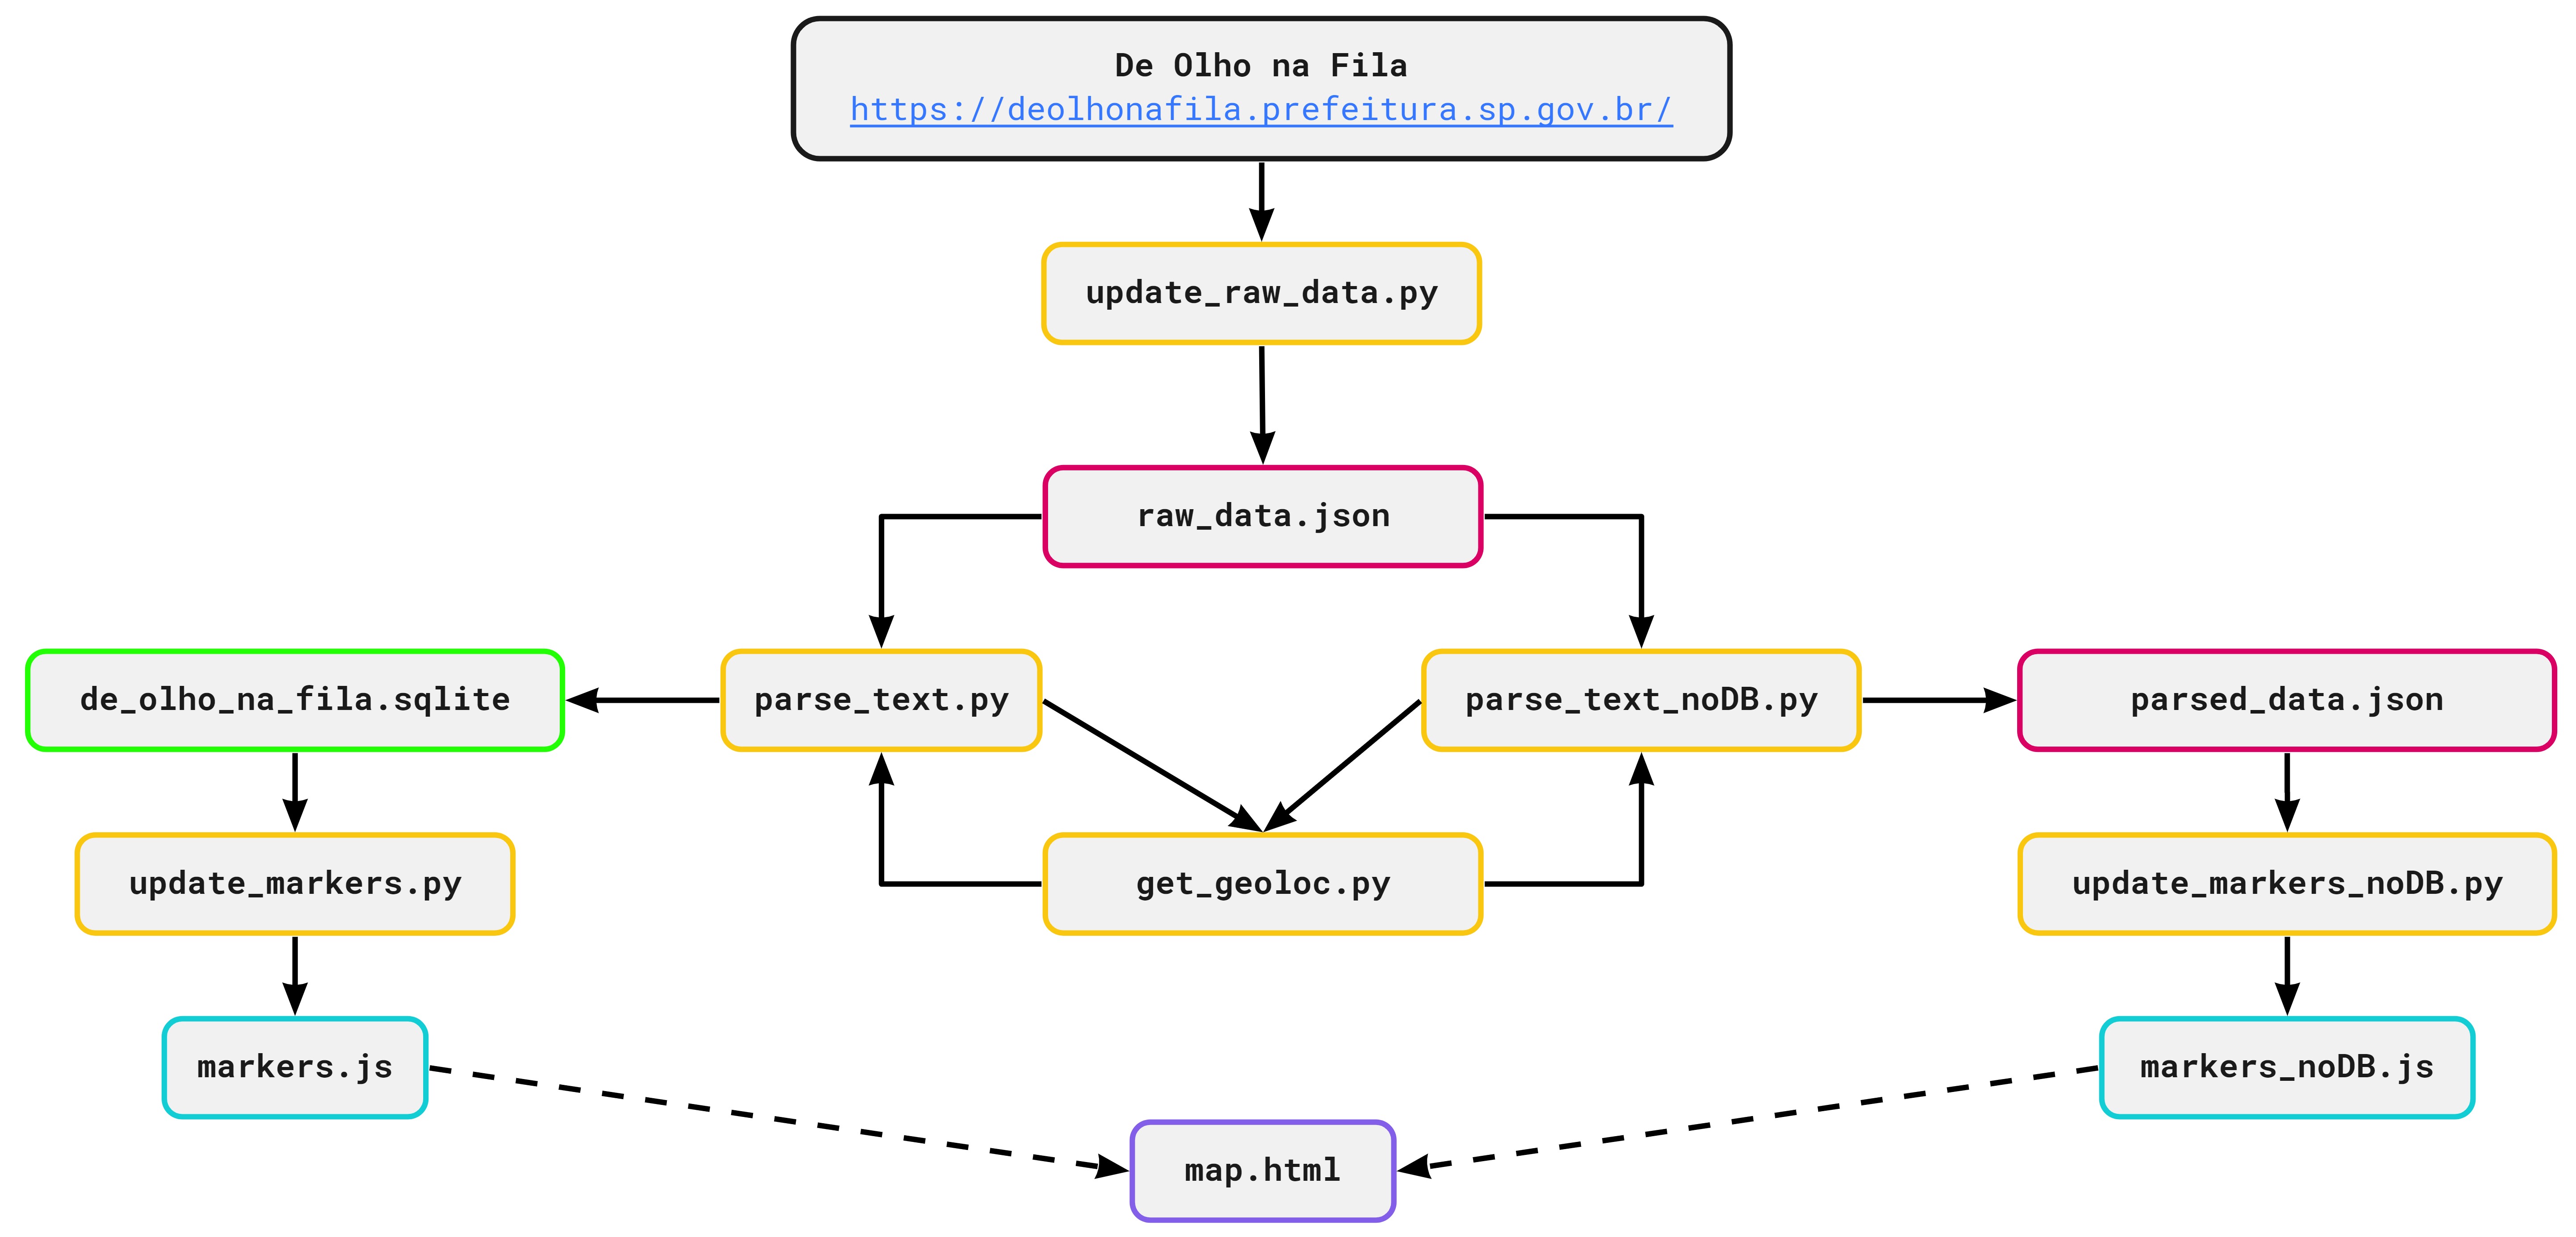 De Olho na Fila
https://deolhonafila.prefeitura.sp.gov.br/
update_raw_data.py
raw_data.json
de_olho_na_fila.sqlite
parse_text.py
parse_text_noDB.py
parsed_data.json
update_markers.py
get_geoloc.py
update_markers_noDB.py
markers.js
markers_noDB.js
map.html